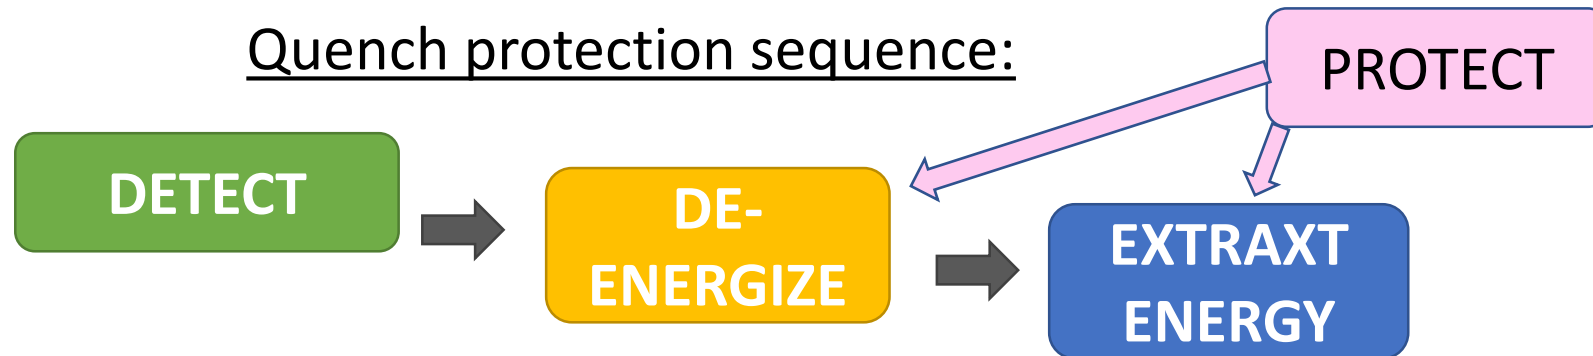 Quench protection sequence:
PROTECT
DETECT
DE-
ENERGIZE
EXTRAXT
ENERGY